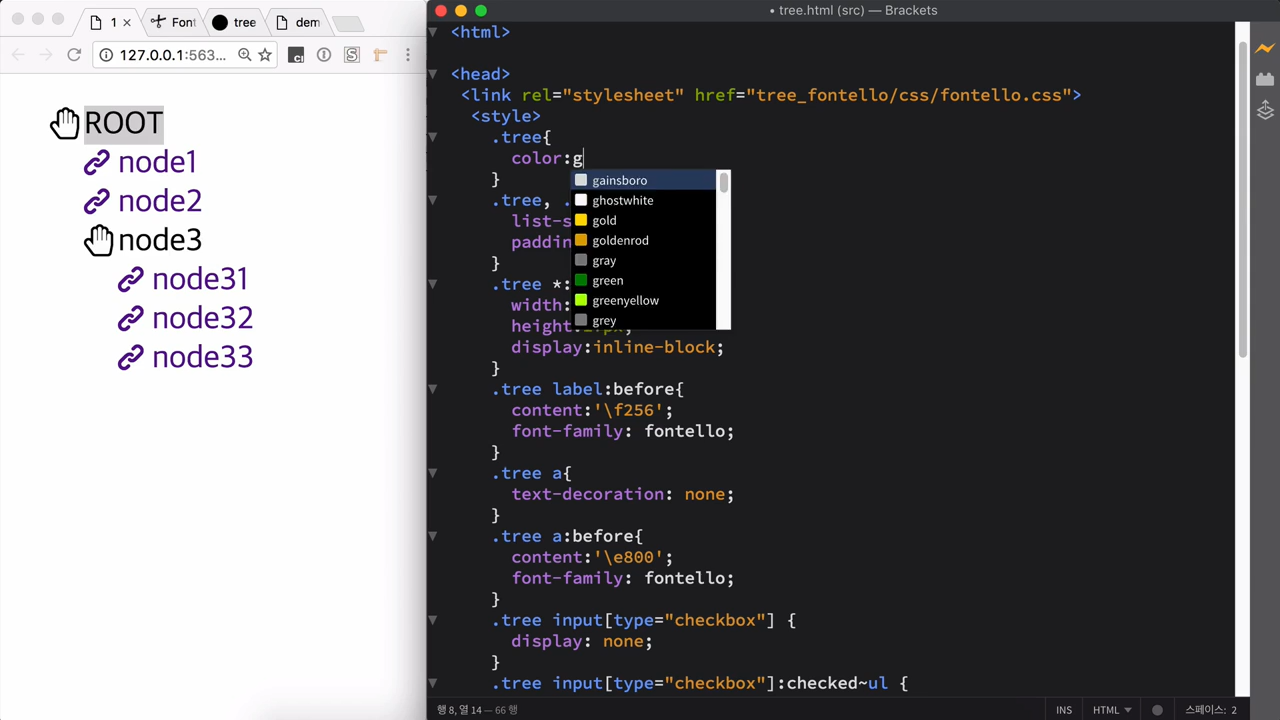 1
Font
tree
dem
127.0.0.1:563...
ROOT
node1
node2
node3
node31
node32
node33
• tree.html (src) — Brackets
<html>
<head>
<link rel="stylesheet" href="tree_fontello/css/fontello.css">
<style>
.tree{
color:g
}
gainsboro
ghostwhite
gold
goldenrod
gray
green
greenyellow
grey
.tree, .
list-s
paddin
}
.tree *:
width:
height:
display:inline-block;
}
.tree label:before{
content:'\f256';
font-family: fontello;
}
.tree a{
text-decoration: none;
}
.tree a:before{
content:'\e800';
font-family: fontello;
}
.tree input[type="checkbox"] {
display: none;
}
.tree input[type="checkbox"]:checked~ul {
행 8, 열 14 — 66 행
INS
HTML
스페이스: 2